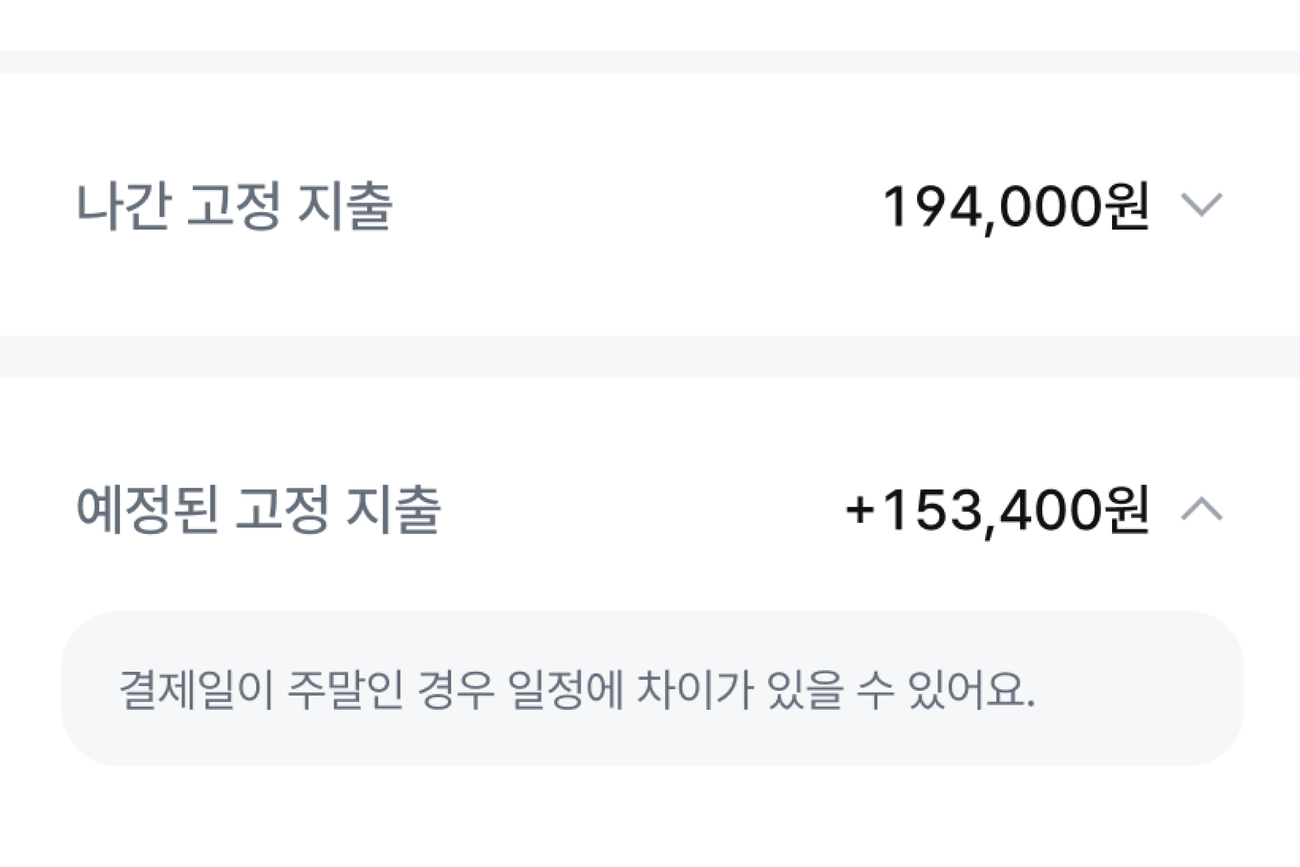 나간 고정 지출 194,000원
예정된 고정 지출 +153,400원
결제일이 주말인 경우 일정에 차이가 있을 수 있어요.